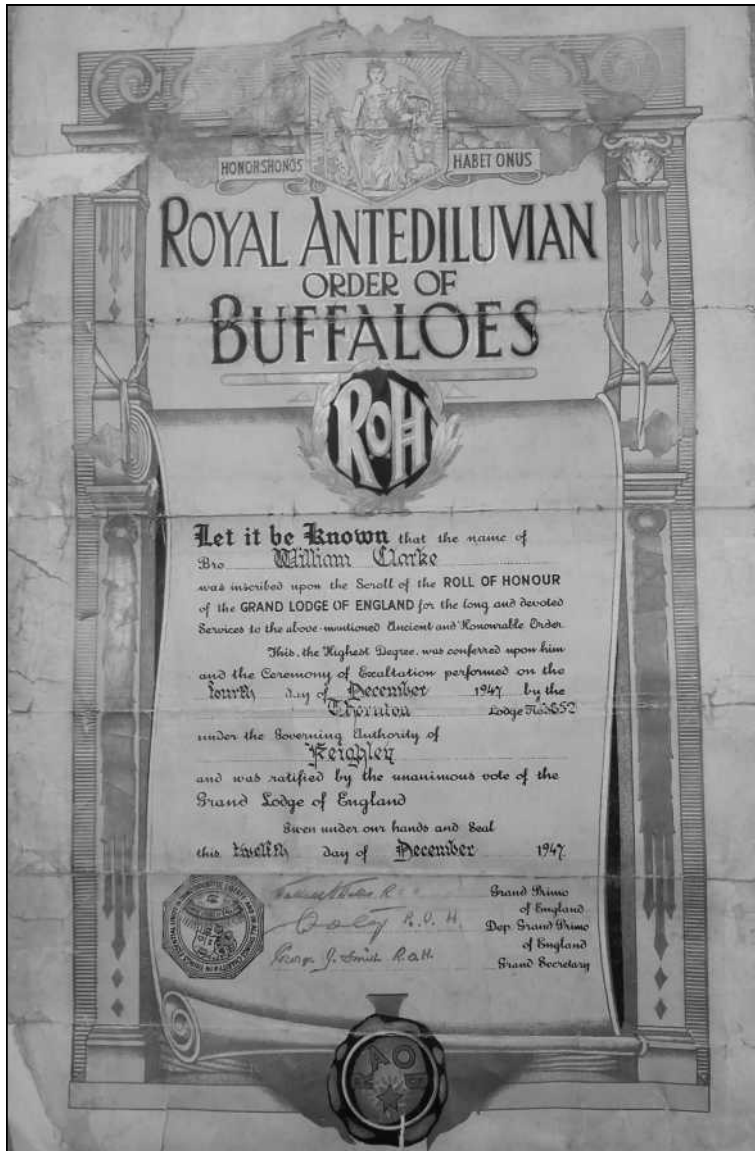 HONORSHONOS HABET ONUS
ROYAL ANTEDILUVIAN
ORDER OF
BUFFALOES
RoH
Let it be Known that the name of
Bro William Clarke
was inscribed upon the Scroll of the ROLL OF HONOUR
of the GRAND LODGE OF ENGLAND for the long and devoted
Services to the above-mentioned Ancient and Honourable Order.
This, the Highest Degree, was conferred upon him
and the Ceremony of Exaltation performed on the
fourth day of December 1947 by the
Thornton Lodge No
under the Governing Authority of
Keighley
and was ratified by the unanimous vote of the
Grand Lodge of England
Given under our hands and Seal
this twelfth day of December 1947.
Grand Primo
of England
R.O.H. Dep. Grand Primo
of England
George J. Smith R.O.H. Grand Secretary
AO